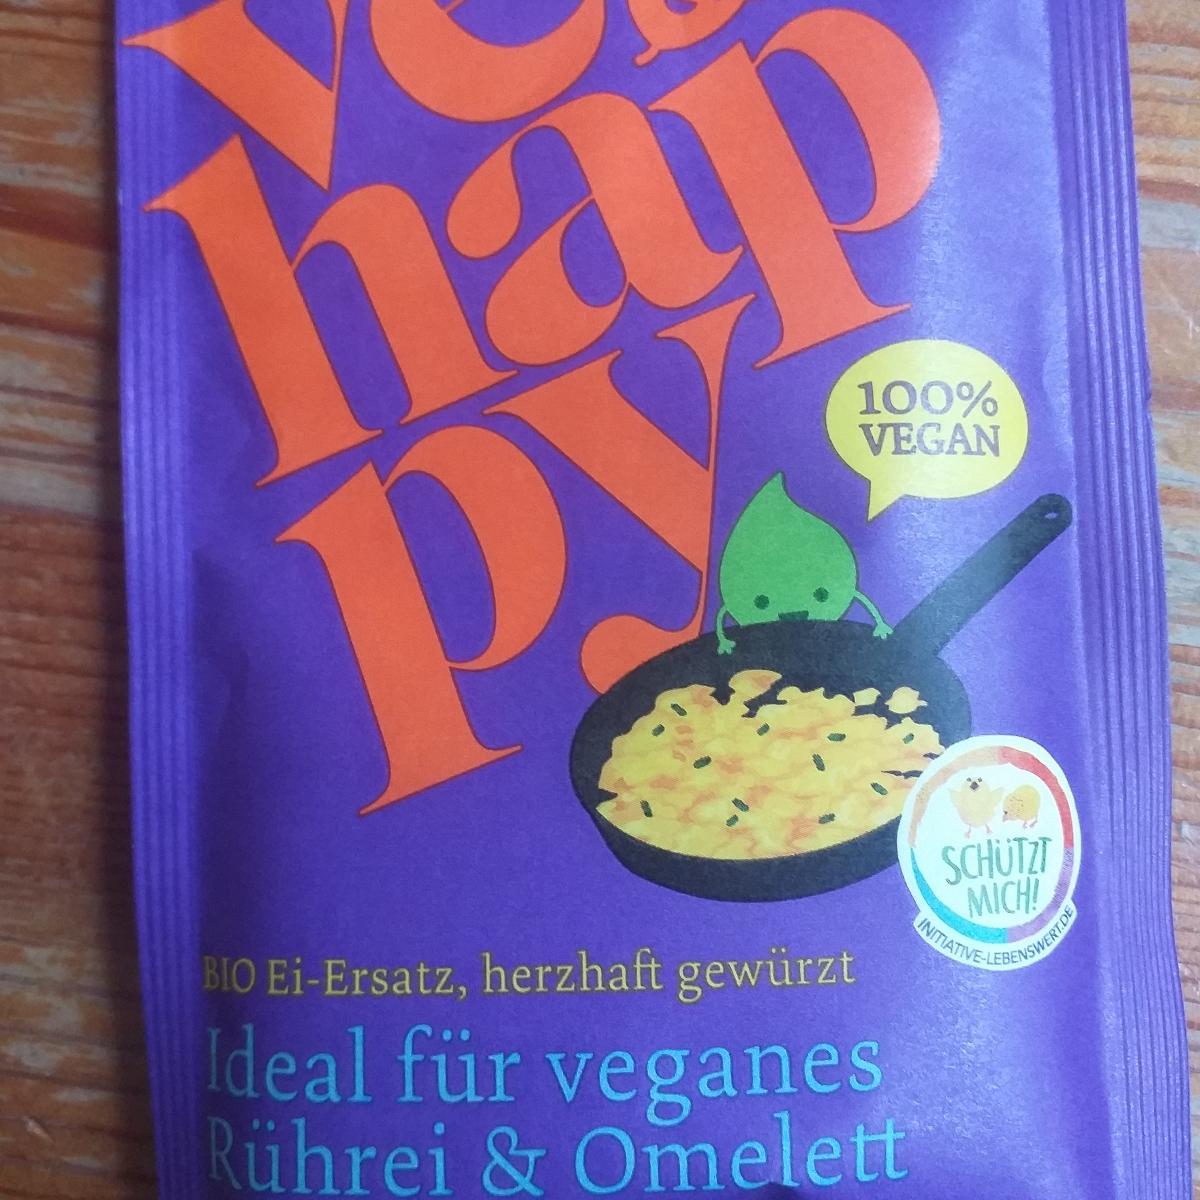 ve &
hap
py
100%
VEGAN
SCHÜTZT
MICH!
INITIATIVE-LEBENSWERT.DE
BIO Ei-Ersatz, herzhaft gewürzt
Ideal für veganes
Rührei & Omelett